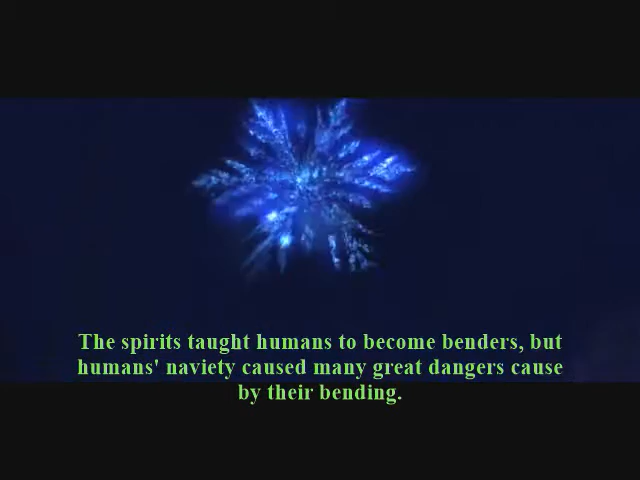 The spirits taught humans to become benders, but
humans' naviety caused many great dangers cause
by their bending.